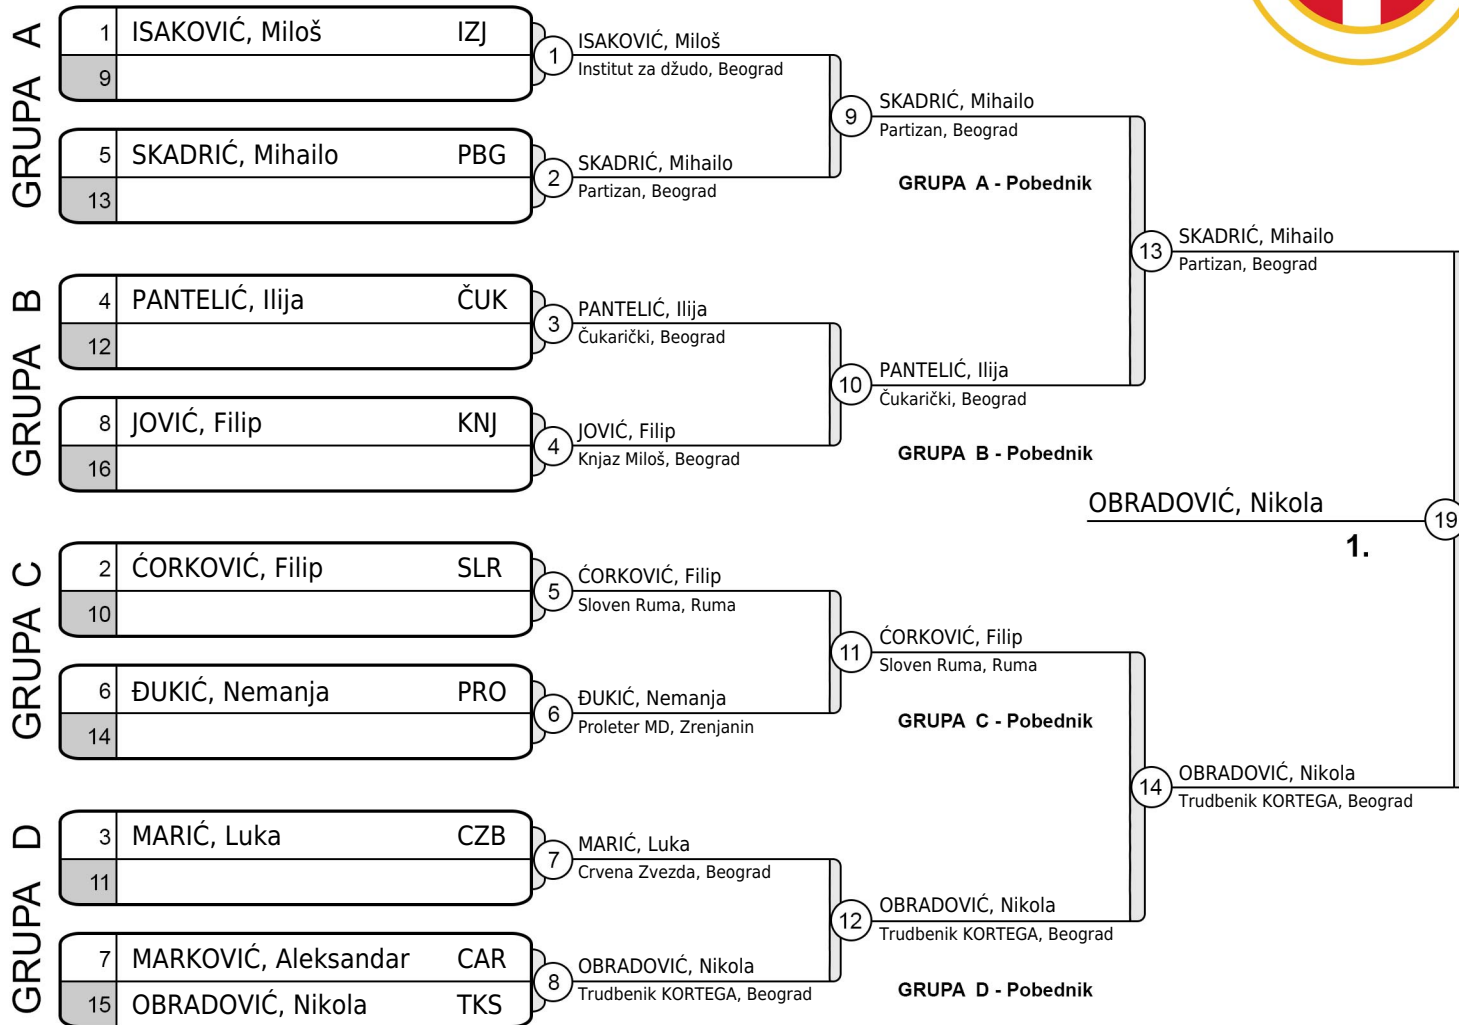 GRUPA A
1 ISAKOVIĆ, Miloš IZJ
9
5 SKADRIĆ, Mihailo PBG
13
GRUPA B
4 PANTELIĆ, Ilija ČUK
12
8 JOVIĆ, Filip KNJ
16
GRUPA C
2 ĆORKOVIĆ, Filip SLR
10
6 ĐUKIĆ, Nemanja PRO
14
GRUPA D
3 MARIĆ, Luka CZB
11
7 MARKOVIĆ, Aleksandar CAR
15 OBRADOVIĆ, Nikola TKS
1 ISAKOVIĆ, Miloš
Institut za džudo, Beograd
2 SKADRIĆ, Mihailo
Partizan, Beograd
3 PANTELIĆ, Ilija
Čukarički, Beograd
4 JOVIĆ, Filip
Knjaz Miloš, Beograd
5 ĆORKOVIĆ, Filip
Sloven Ruma, Ruma
6 ĐUKIĆ, Nemanja
Proleter MD, Zrenjanin
7 MARIĆ, Luka
Crvena Zvezda, Beograd
8 OBRADOVIĆ, Nikola
Trudbenik KORTEGA, Beograd
9 SKADRIĆ, Mihailo
Partizan, Beograd
GRUPA A - Pobednik
10 PANTELIĆ, Ilija
Čukarički, Beograd
GRUPA B - Pobednik
11 ĆORKOVIĆ, Filip
Sloven Ruma, Ruma
GRUPA C - Pobednik
12 OBRADOVIĆ, Nikola
Trudbenik KORTEGA, Beograd
GRUPA D - Pobednik
13 SKADRIĆ, Mihailo
Partizan, Beograd
14 OBRADOVIĆ, Nikola
Trudbenik KORTEGA, Beograd
OBRADOVIĆ, Nikola 19
1.